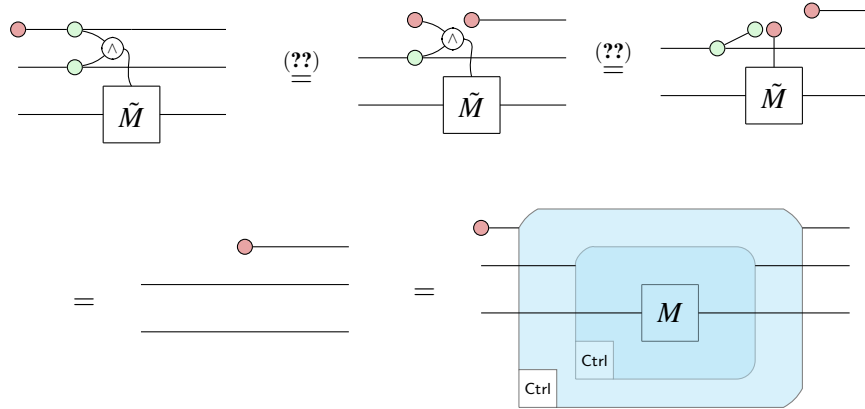 ∧ (??) ∧ (??)
= =
M̃ M̃ M̃
= =
M
Ctrl
Ctrl